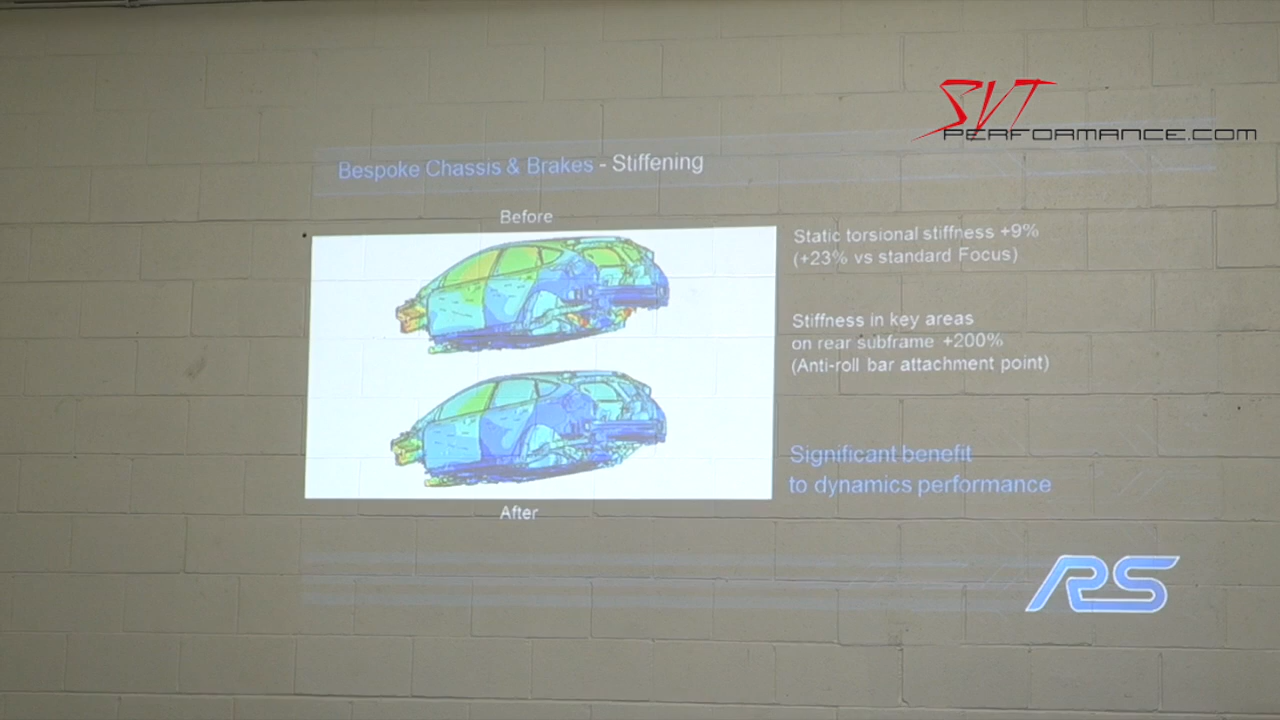 SVT
PERFORMANCE.COM
Bespoke Chassis & Brakes - Stiffening
Before
Static torsional stiffness +9%
(+23% vs standard Focus)
Stiffness in key areas
on rear subframe +200%
(Anti-roll bar attachment point)
Significant benefit
to dynamics performance
After
RS